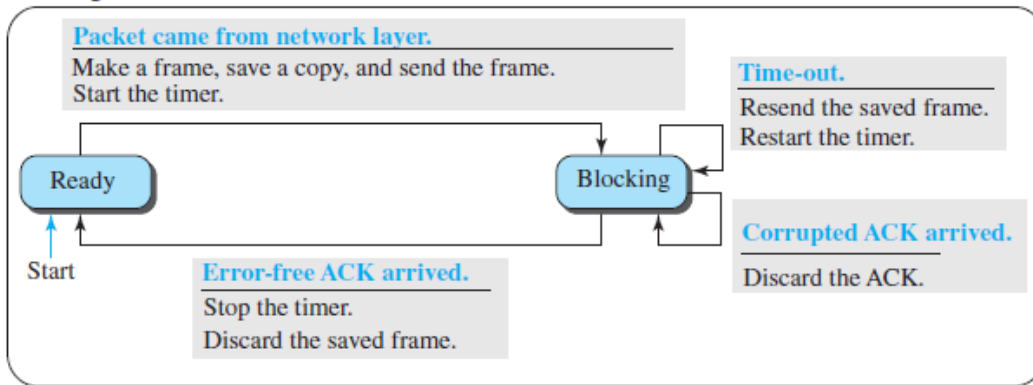 Packet came from network layer.
Make a frame, save a copy, and send the frame.
Start the timer.
Time-out.
Resend the saved frame.
Restart the timer.
Ready
Blocking
Start
Error-free ACK arrived.
Stop the timer.
Discard the saved frame.
Corrupted ACK arrived.
Discard the ACK.